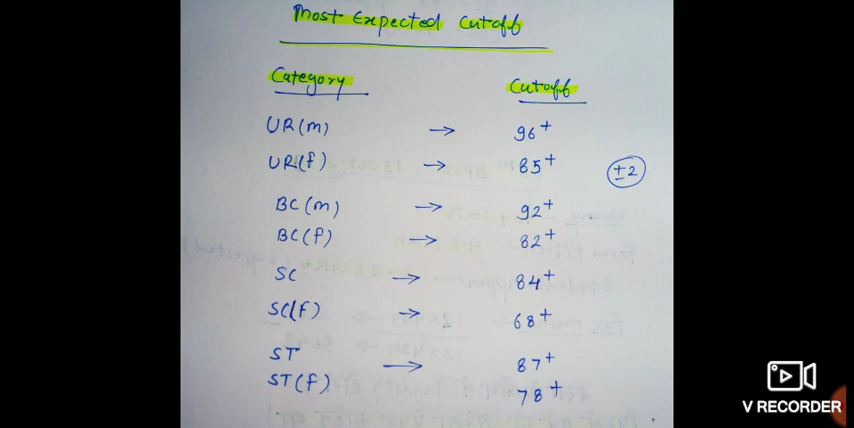 Most Expected Cutoff
Category Cutoff
UR(m) → 96+
UR(f) → 85+
±2
BC(m) → 92+
BC(f) → 82+
SC → 84+
SC(f) → 68+
ST → 87+
ST(f) 78+
V RECORDER